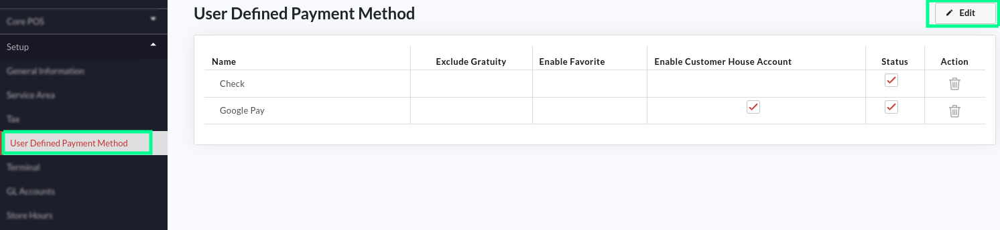 User Defined Payment Method
Edit
Core POS
Setup
General Information
Service Area
Tax
User Defined Payment Method
Terminal
GL Accounts
Store Hours
Name Exclude Gratuity Enable Favorite Enable Customer House Account Status Action
Check
Google Pay